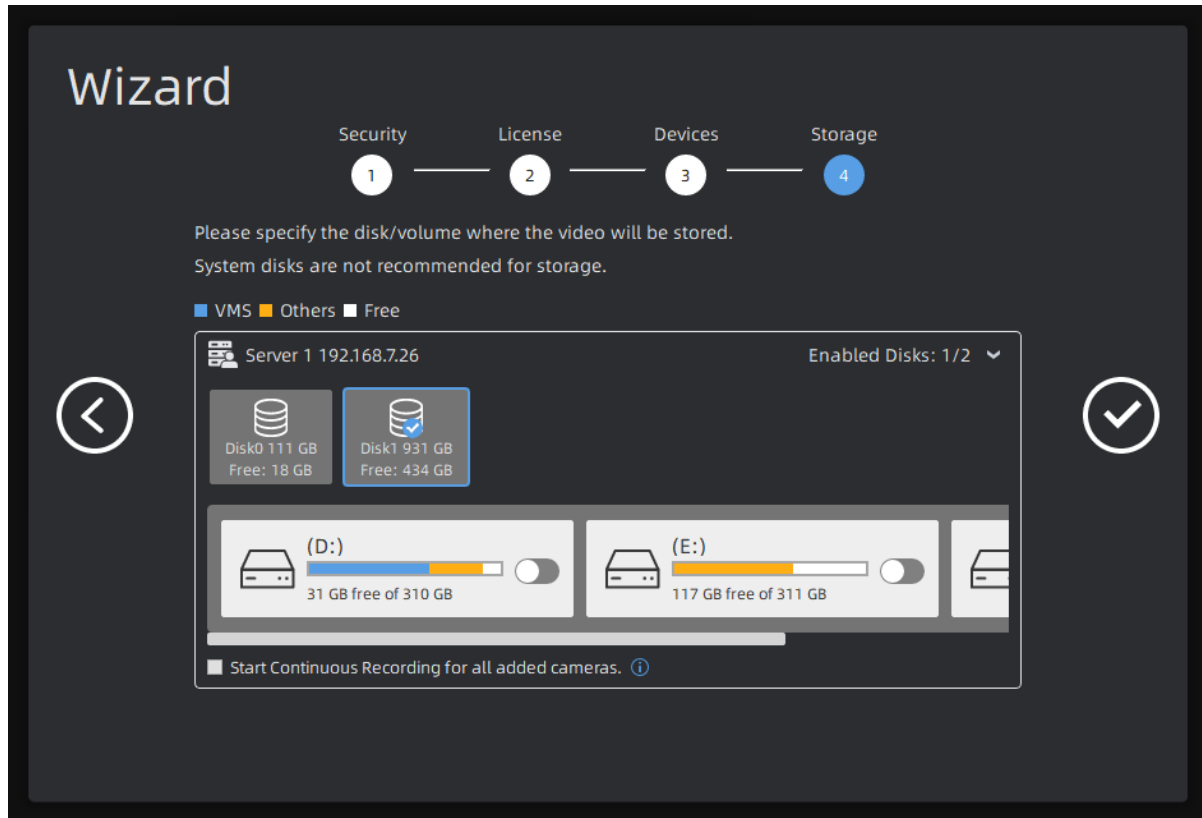 Wizard
Security License Devices Storage
1 2 3 4
Please specify the disk/volume where the video will be stored.
System disks are not recommended for storage.
VMS Others Free
Server 1 192.168.7.26 Enabled Disks: 1/2
Disk0 111 GB Disk1 931 GB
Free: 18 GB Free: 434 GB
(D:) (E:)
31 GB free of 310 GB 117 GB free of 311 GB
Start Continuous Recording for all added cameras.